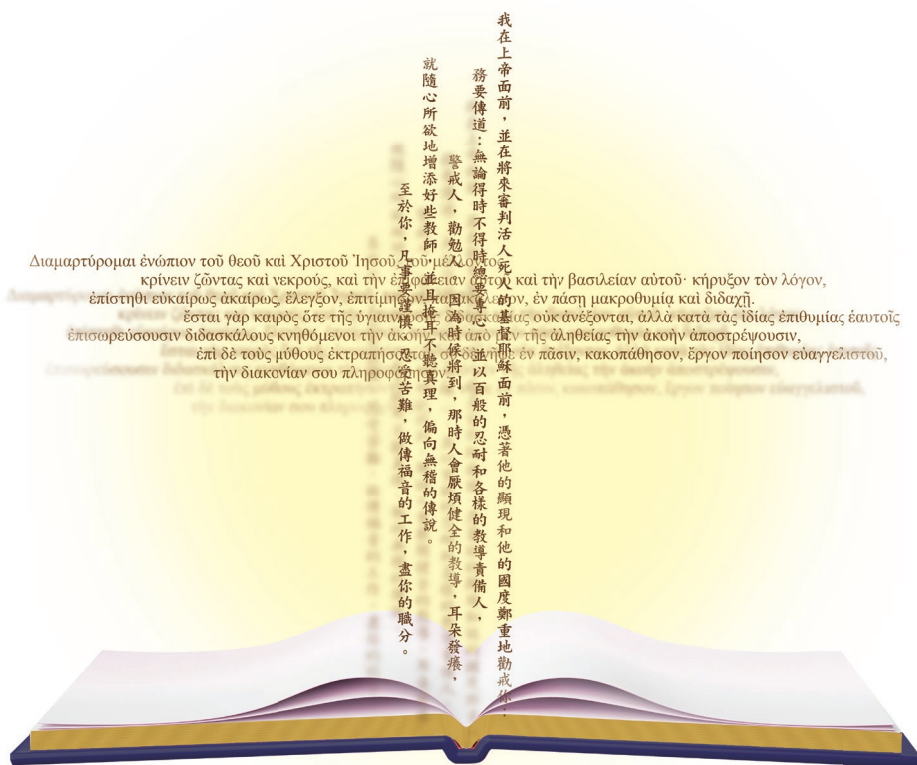 我在上帝面前，並在將來審判活人死人的基督耶穌面前，憑著他的顯現和他的國度鄭重地勸戒你：
務要傳道：無論得時不得時總要專心，並以百般的忍耐和各樣的教導責備人，
警戒人，勸勉人。因為時候將到，那時人會厭煩健全的教導，耳朵發癢，
就隨心所欲地增添好些教師，並且掩耳不聽真理，偏向無稽的傳說。
至於你，凡事要謹慎，忍受苦難，做傳福音的工作，盡你的職分。
Διαμαρτύρομαι ἐνώπιον τοῦ θεοῦ καὶ Χριστοῦ Ἰησοῦ, τοῦ μέλλοντος
κρίνειν ζῶντας καὶ νεκρούς, καὶ τὴν ἐπιφάνειαν αὐτοῦ καὶ τὴν βασιλείαν αὐτοῦ· κήρυξον τὸν λόγον,
ἐπίστηθι εὐκαίρως ἀκαίρως, ἔλεγξον, ἐπιτίμησον, παρακάλεσον, ἐν πάσῃ μακροθυμίᾳ καὶ διδαχῇ.
ἔσται γὰρ καιρὸς ὅτε τῆς ὑγιαινούσης διδασκαλίας οὐκ ἀνέξονται, ἀλλὰ κατὰ τὰς ἰδίας ἐπιθυμίας ἑαυτοῖς
ἐπισωρεύσουσιν διδασκάλους κνηθόμενοι τὴν ἀκοήν, καὶ ἀπὸ μὲν τῆς ἀληθείας τὴν ἀκοὴν ἀποστρέψουσιν,
ἐπὶ δὲ τοὺς μύθους ἐκτραπήσονται. σὺ δὲ νῆφε ἐν πᾶσιν, κακοπάθησον, ἔργον ποίησον εὐαγγελιστοῦ,
τὴν διακονίαν σου πληροφόρησον.